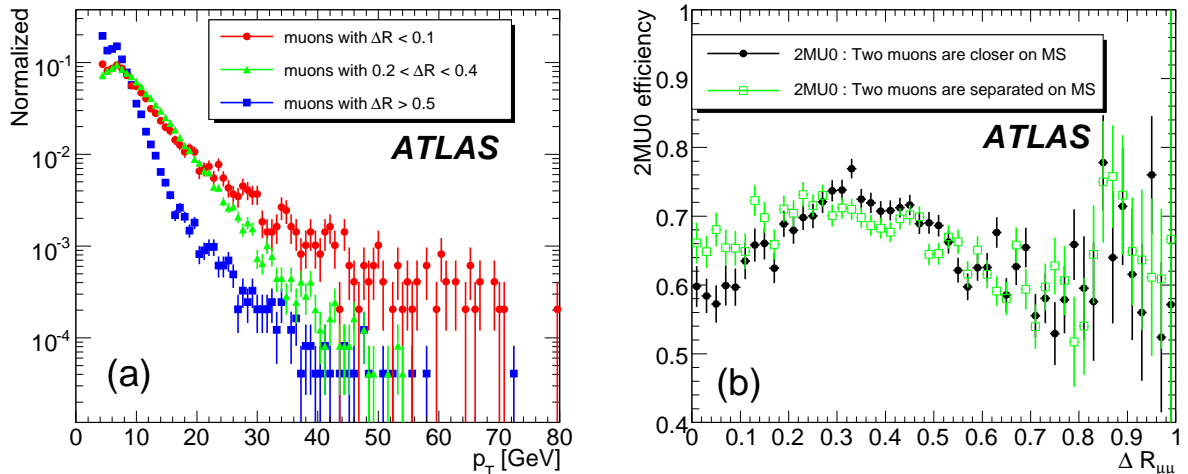 Normalized
10⁻¹
10⁻²
10⁻³
10⁻⁴
muons with ΔR < 0.1
muons with 0.2 < ΔR < 0.4
muons with ΔR > 0.5
ATLAS
(a)
0 10 20 30 40 50 60 70 80
p_T [GeV]
2MU0 efficiency
1
0.9
0.8
0.7
0.6
0.5
0.4
2MU0 : Two muons are closer on MS
2MU0 : Two muons are separated on MS
ATLAS
(b)
0 0.1 0.2 0.3 0.4 0.5 0.6 0.7 0.8 0.9 1
Δ R_μμ